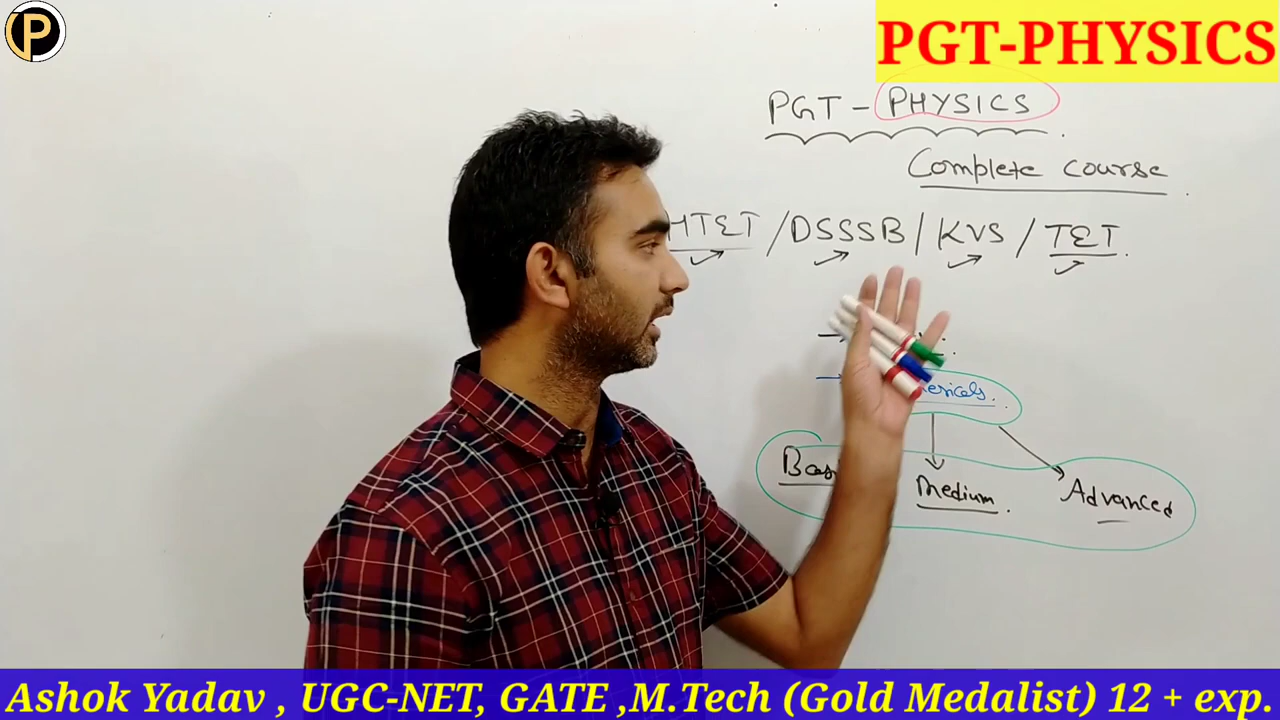 P
PGT-PHYSICS
PGT - PHYSICS
Complete course.
HTET / DSSSB / KVS / TET.
Medium.
Advanced
Ashok Yadav , UGC-NET, GATE ,M.Tech (Gold Medalist) 12 + exp.